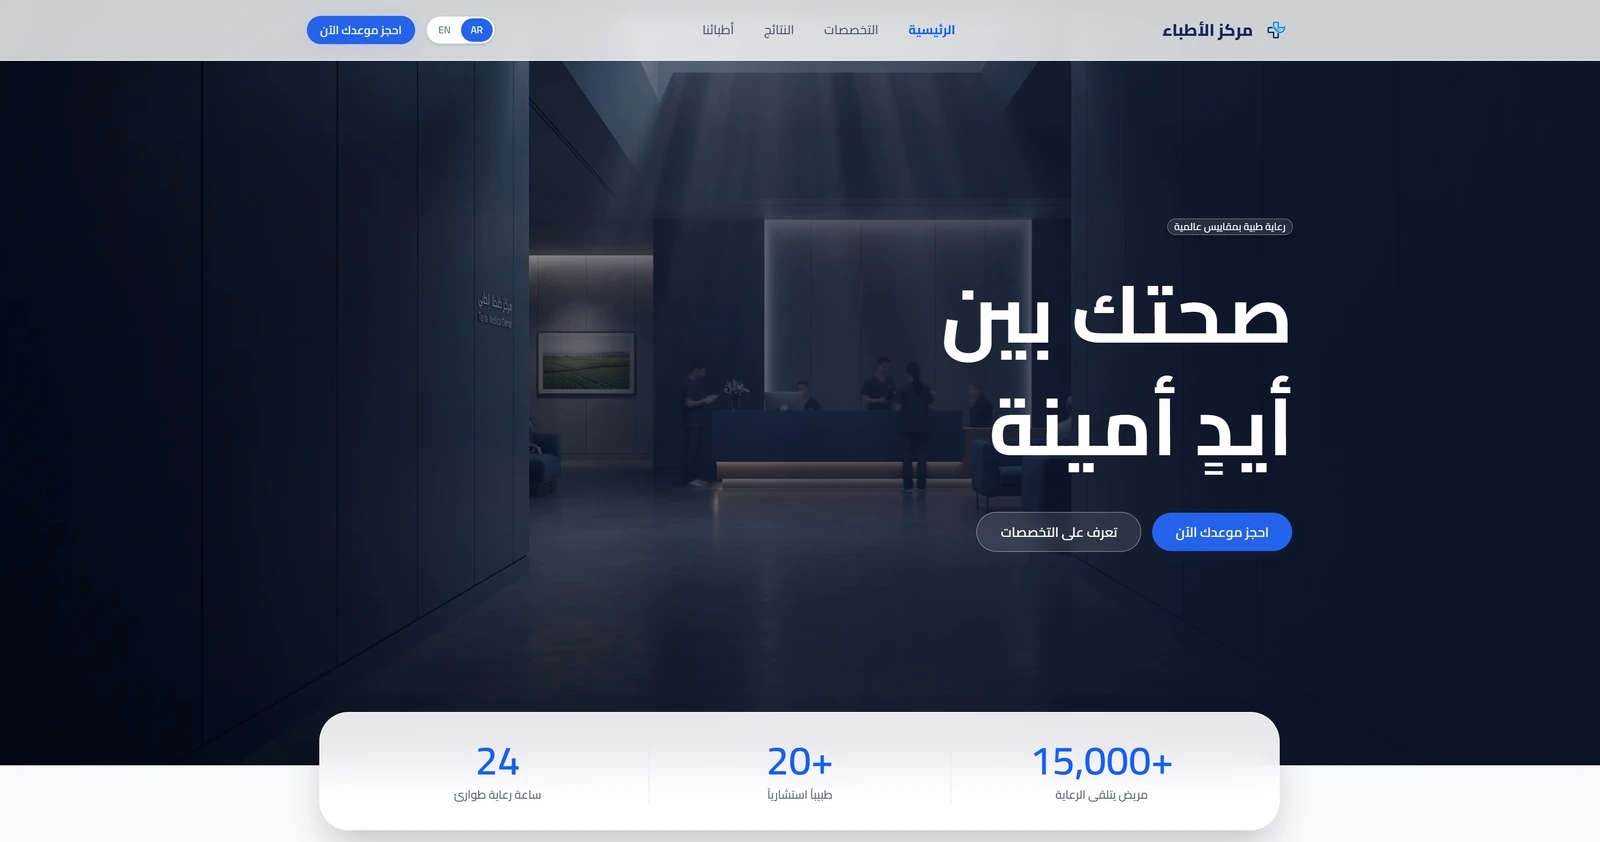 مركز الأطباء
الرئيسية
التخصصات
النتائج
أطبائنا
AR
EN
احجز موعدك الآن
رعاية طبية بمقاييس عالمية
صحتك بين
أيدٍ أمينة
احجز موعدك الآن
تعرف على التخصصات
15,000+
مريض يتلقى الرعاية
20+
طبيباً استشارياً
24
ساعة رعاية طوارئ